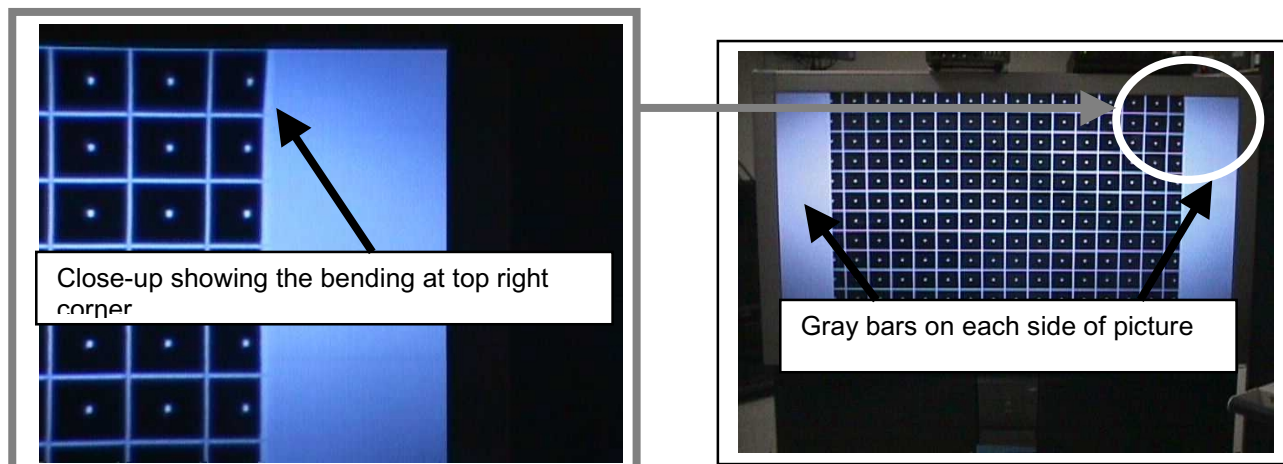 Close-up showing the bending at top right
corner
Gray bars on each side of picture